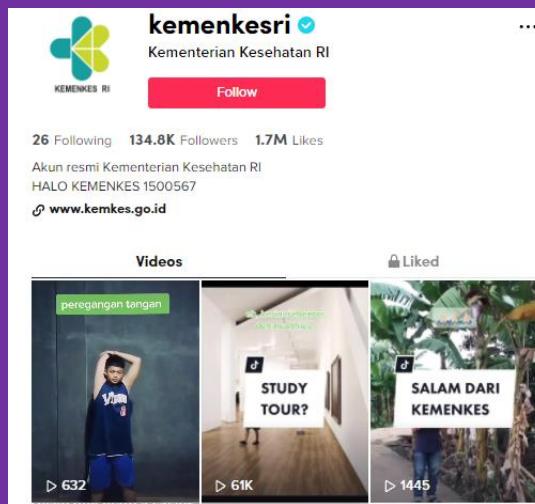 kemenkesri
Kementerian Kesehatan RI
KEMENKES RI
Follow
26 Following 134.8K Followers 1.7M Likes
Akun resmi Kementerian Kesehatan RI
HALO KEMENKES 1500567
www.kemkes.go.id
Videos Liked
peregangan tangan
STUDY
TOUR?
SALAM DARI
KEMENKES
632 61K 1445